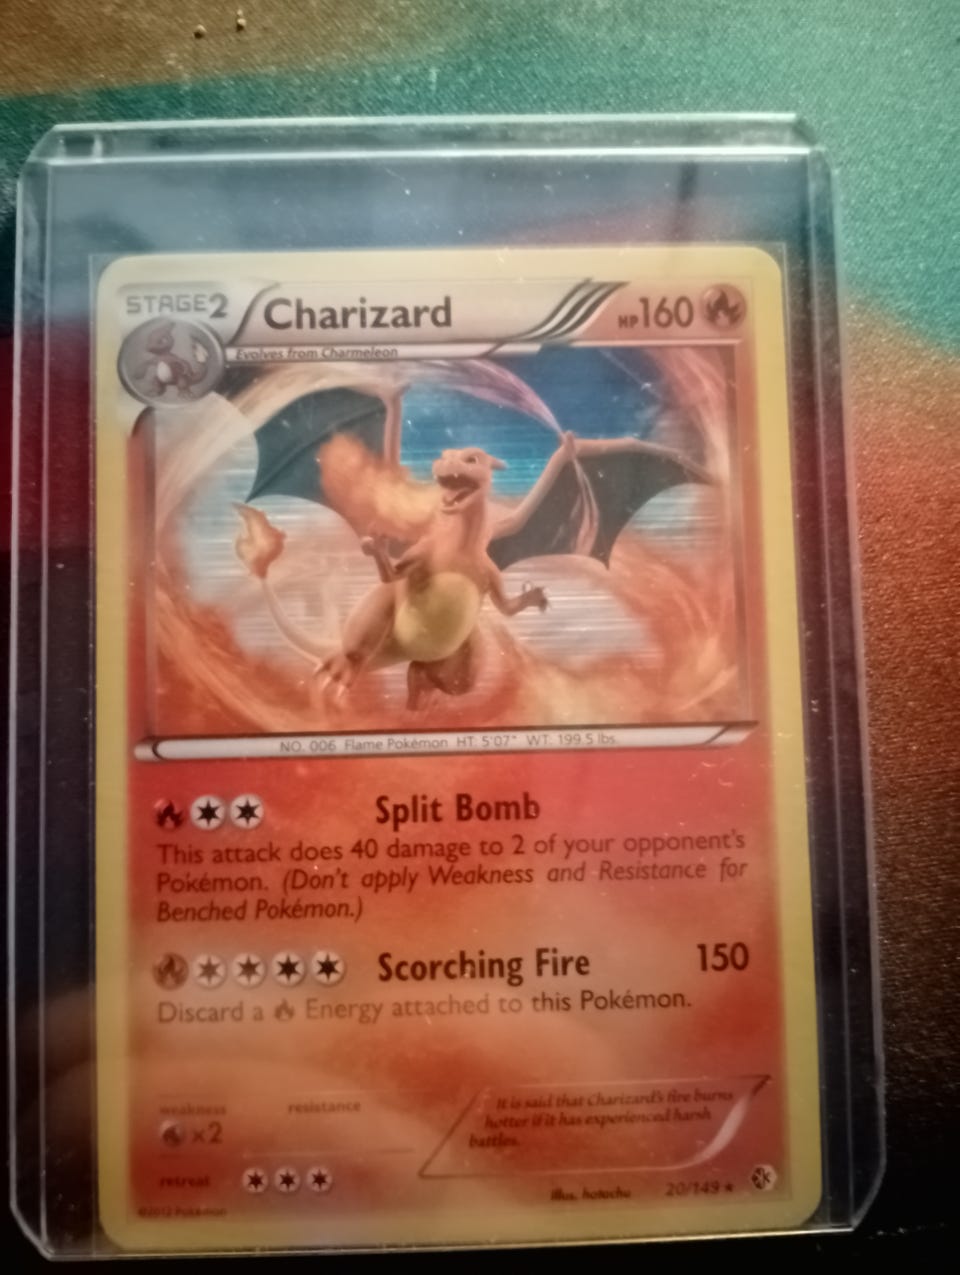 STAGE2 Charizard HP160
Evolves from Charmeleon
NO. 006 Flame Pokémon HT: 5'07" WT: 199.5 lbs.
Split Bomb
This attack does 40 damage to 2 of your opponent's
Pokémon. (Don't apply Weakness and Resistance for
Benched Pokémon.)
Scorching Fire 150
Discard a Energy attached to this Pokémon.
weakness resistance
×2
It is said that Charizard's fire burns
hotter if it has experienced harsh
battles.
retreat
illus. hatachu 20/149
©2012 Pokémon